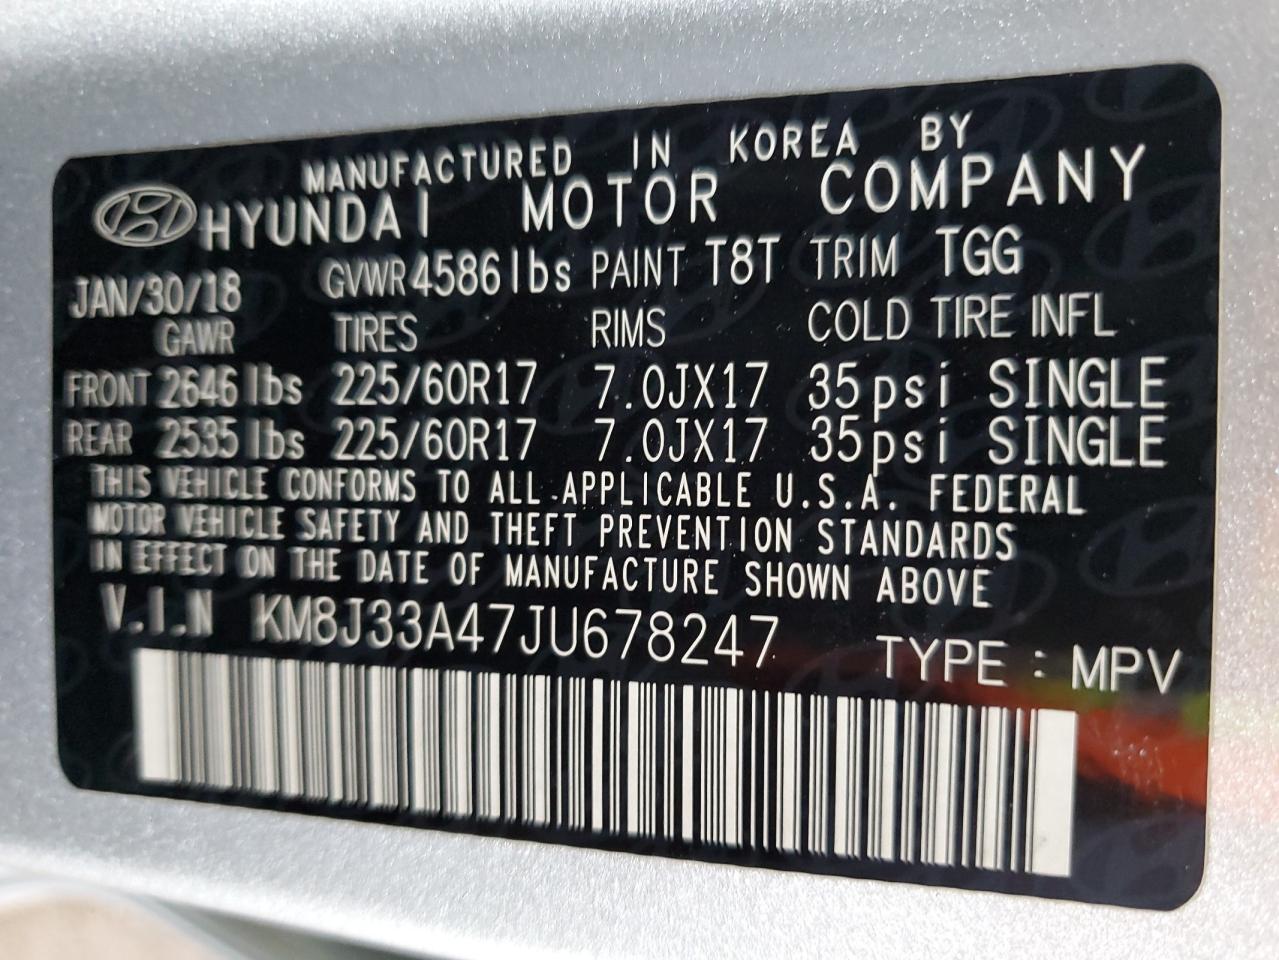 MANUFACTURED IN KOREA BY
HYUNDAI MOTOR COMPANY
JAN/30/18 GVWR 4586 lbs PAINT T8T TRIM TGG
GAWR TIRES RIMS COLD TIRE INFL.
FRONT 2646 lbs 225/60R17 7.0JX17 35psi SINGLE
REAR 2535 lbs 225/60R17 7.0JX17 35psi SINGLE
THIS VEHICLE CONFORMS TO ALL APPLICABLE U.S.A. FEDERAL
MOTOR VEHICLE SAFETY AND THEFT PREVENTION STANDARDS
IN EFFECT ON THE DATE OF MANUFACTURE SHOWN ABOVE
V.I.N KM8J33A47JU678247 TYPE : MPV